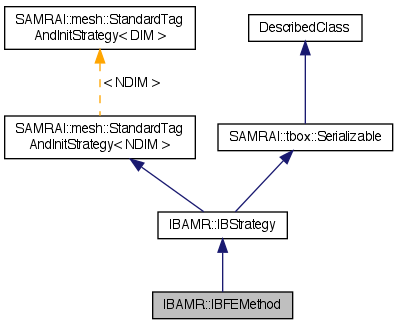 SAMRAI::mesh::StandardTag
AndInitStrategy< DIM >
DescribedClass
< NDIM >
SAMRAI::mesh::StandardTag
AndInitStrategy< NDIM >
SAMRAI::tbox::Serializable
IBAMR::IBStrategy
IBAMR::IBFEMethod